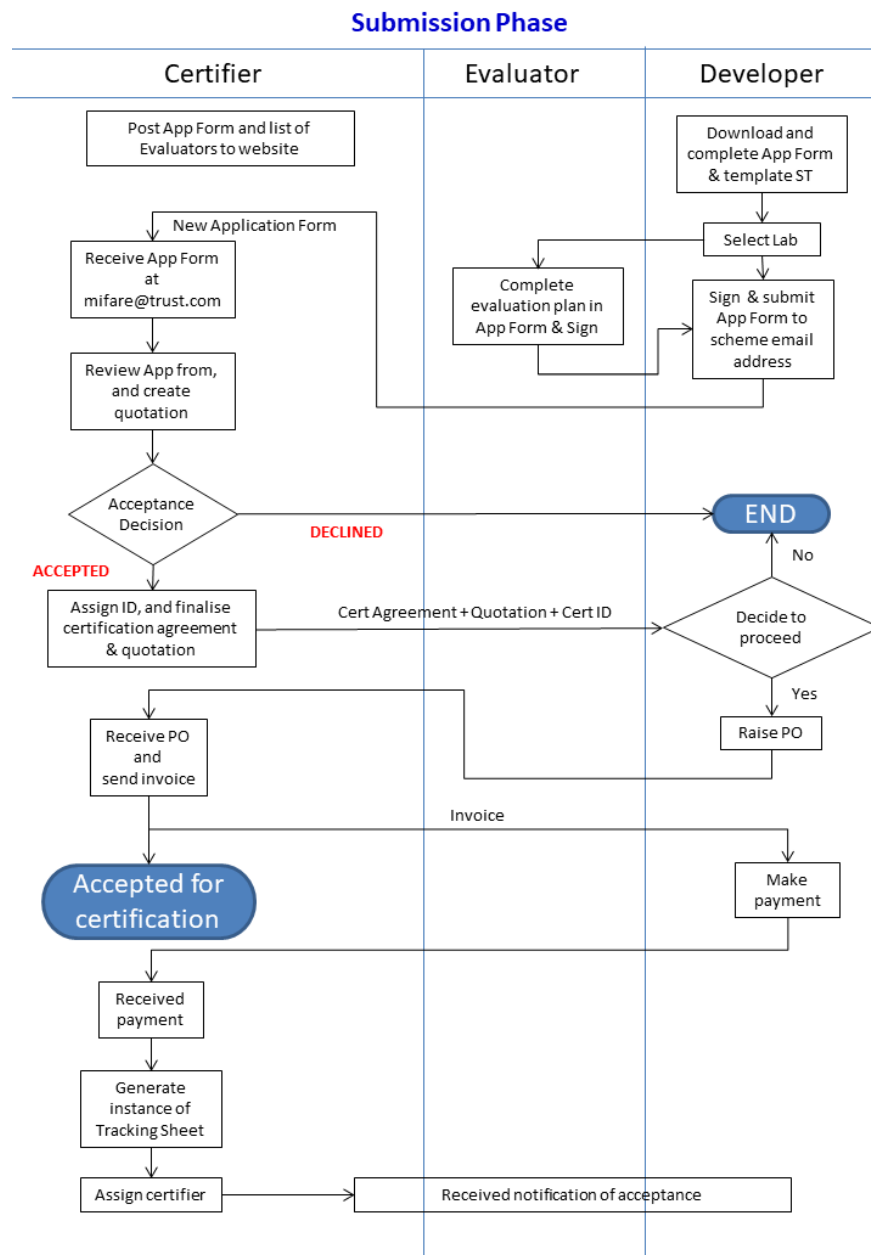 Submission Phase
Certifier
Evaluator
Developer
Post App Form and list of
Evaluators to website
Download and
complete App Form
& template ST
New Application Form
Select Lab
Receive App Form
at
mifare@trust.com
Complete
evaluation plan in
App Form & Sign
Sign & submit
App Form to
scheme email
address
Review App from,
and create
quotation
Acceptance
Decision
DECLINED
END
No
ACCEPTED
Assign ID, and finalise
certification agreement
& quotation
Cert Agreement + Quotation + Cert ID
Decide to
proceed
Yes
Raise PO
Receive PO
and
send invoice
Invoice
Accepted for
certification
Make
payment
Received
payment
Generate
instance of
Tracking Sheet
Assign certifier
Received notification of acceptance